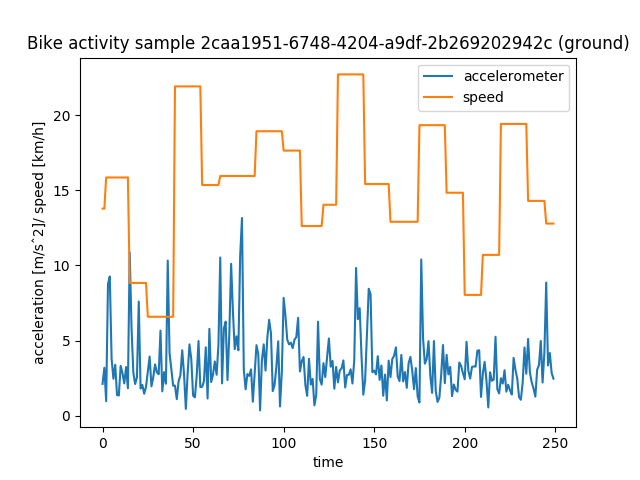 Bike activity sample 2caa1951-6748-4204-a9df-2b269202942c (ground)
accelerometer
speed
acceleration [m/s^2]/ speed [km/h]
20
15
10
5
0
0
50
100
150
200
250
time